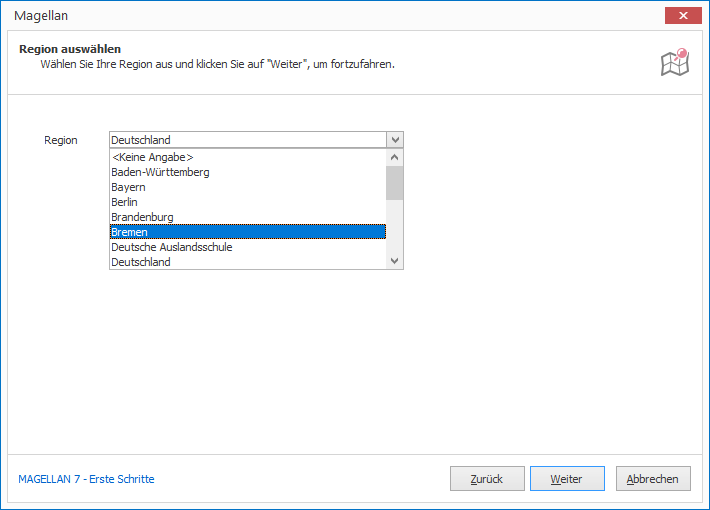 Magellan
Region auswählen
Wählen Sie Ihre Region aus und klicken Sie auf "Weiter", um fortzufahren.
Region
Deutschland
<Keine Angabe>
Baden-Württemberg
Bayern
Berlin
Brandenburg
Bremen
Deutsche Auslandsschule
Deutschland
MAGELLAN 7 - Erste Schritte
Zurück
Weiter
Abbrechen